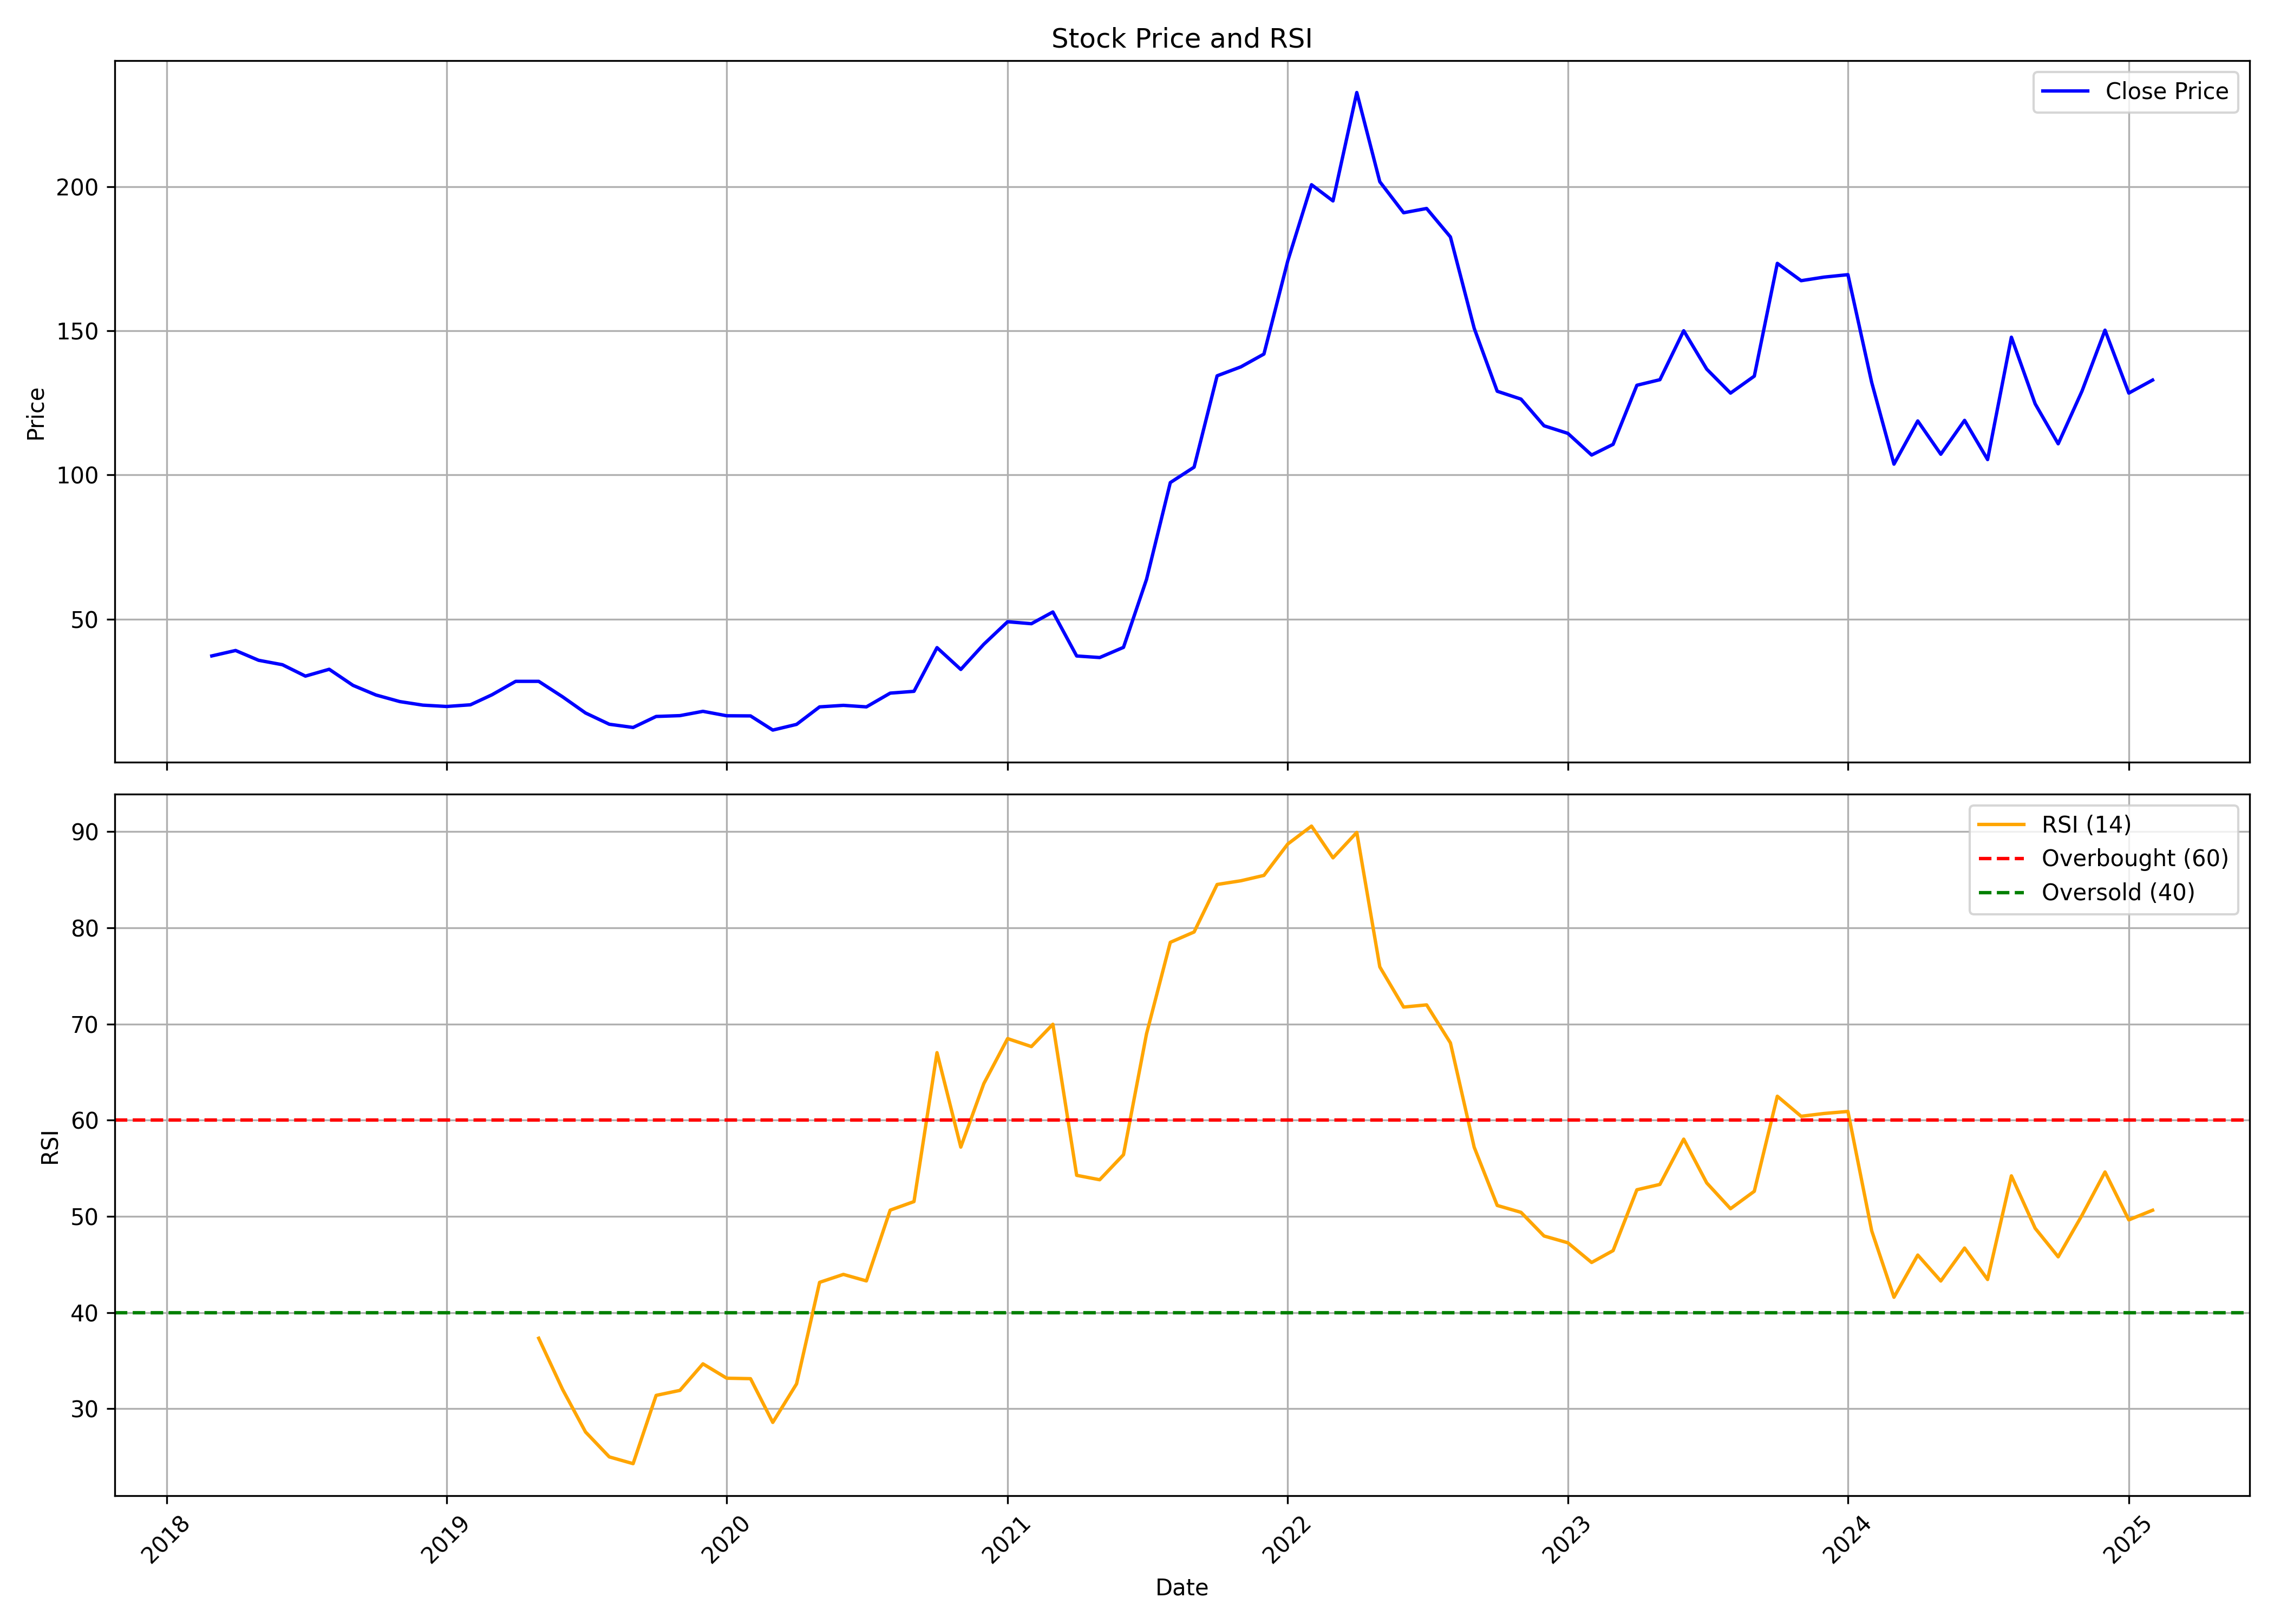 Stock Price and RSI
Close Price
Price
200
150
100
50
RSI (14)
Overbought (60)
Oversold (40)
RSI
90
80
70
60
50
40
30
2018
2019
2020
2021
2022
2023
2024
2025
Date